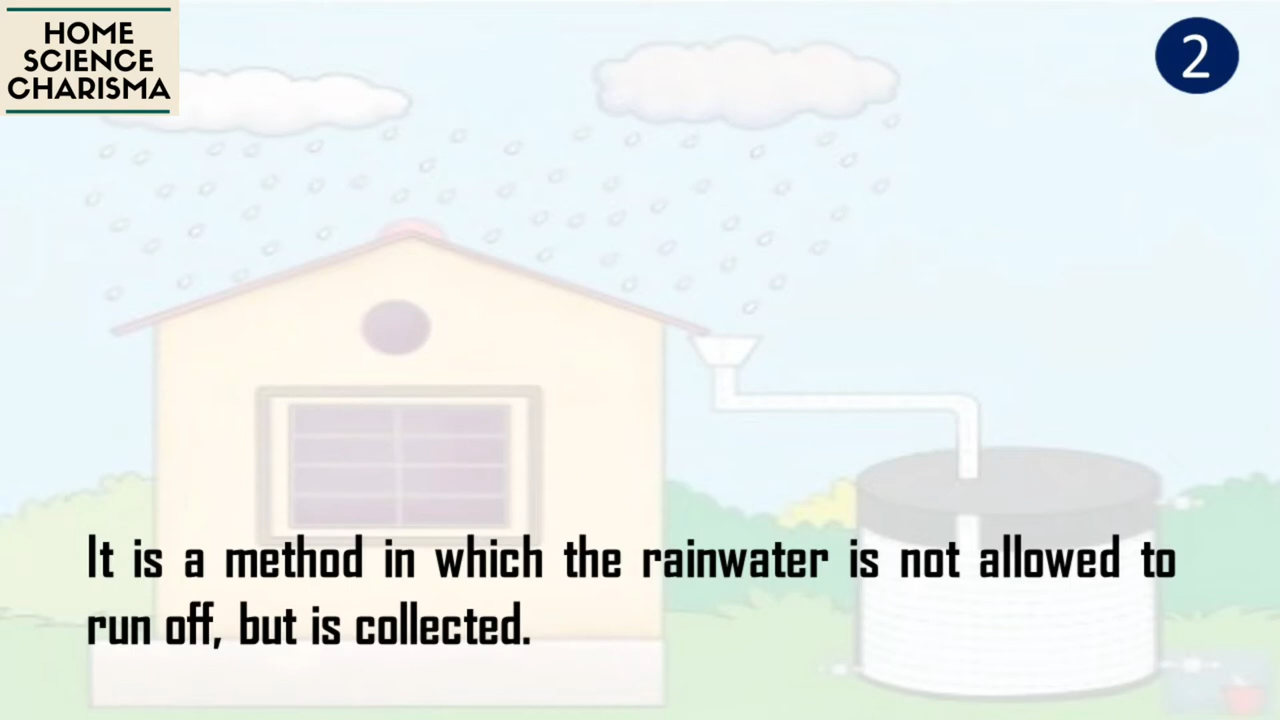 HOME
SCIENCE
CHARISMA
2
It is a method in which the rainwater is not allowed to
run off, but is collected.